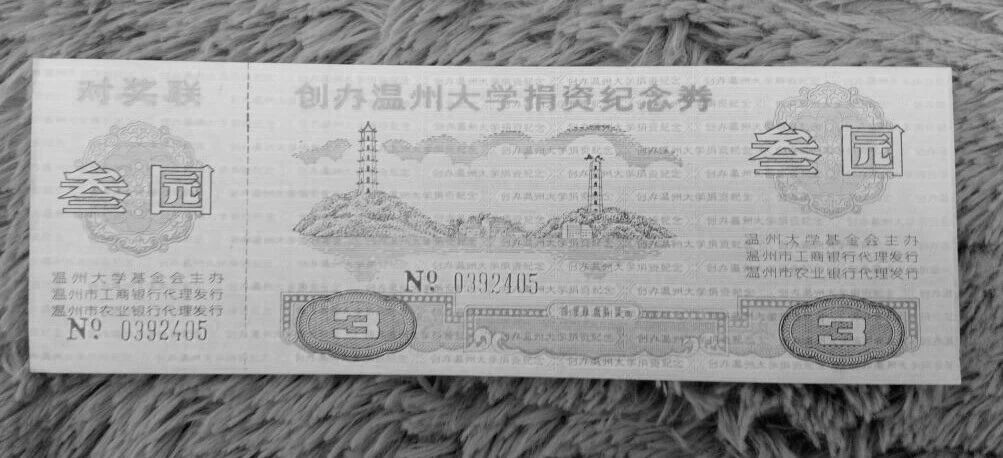 对奖联
叁园
温州大学基金会主办
温州市工商银行代理发行
温州市农业银行代理发行
Nº 0392405
创办温州大学捐资纪念券
叁园
温州大学基金会主办
温州市工商银行代理发行
温州市农业银行代理发行
Nº 0392405
3
3